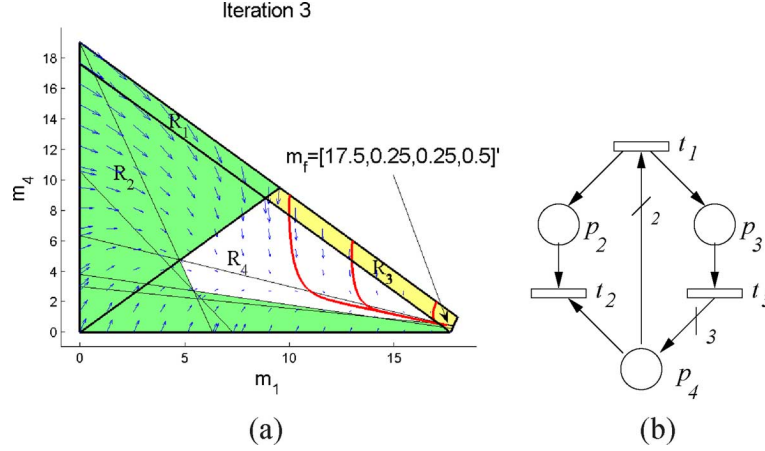 Iteration 3
18
16
14
12
10
8
6
4
2
0
m4
R1
R2
R4
R3
mf=[17.5,0.25,0.25,0.5]'
0
5
10
15
m1
(a)
t1
2
p2
p3
t2
t3
3
p4
(b)